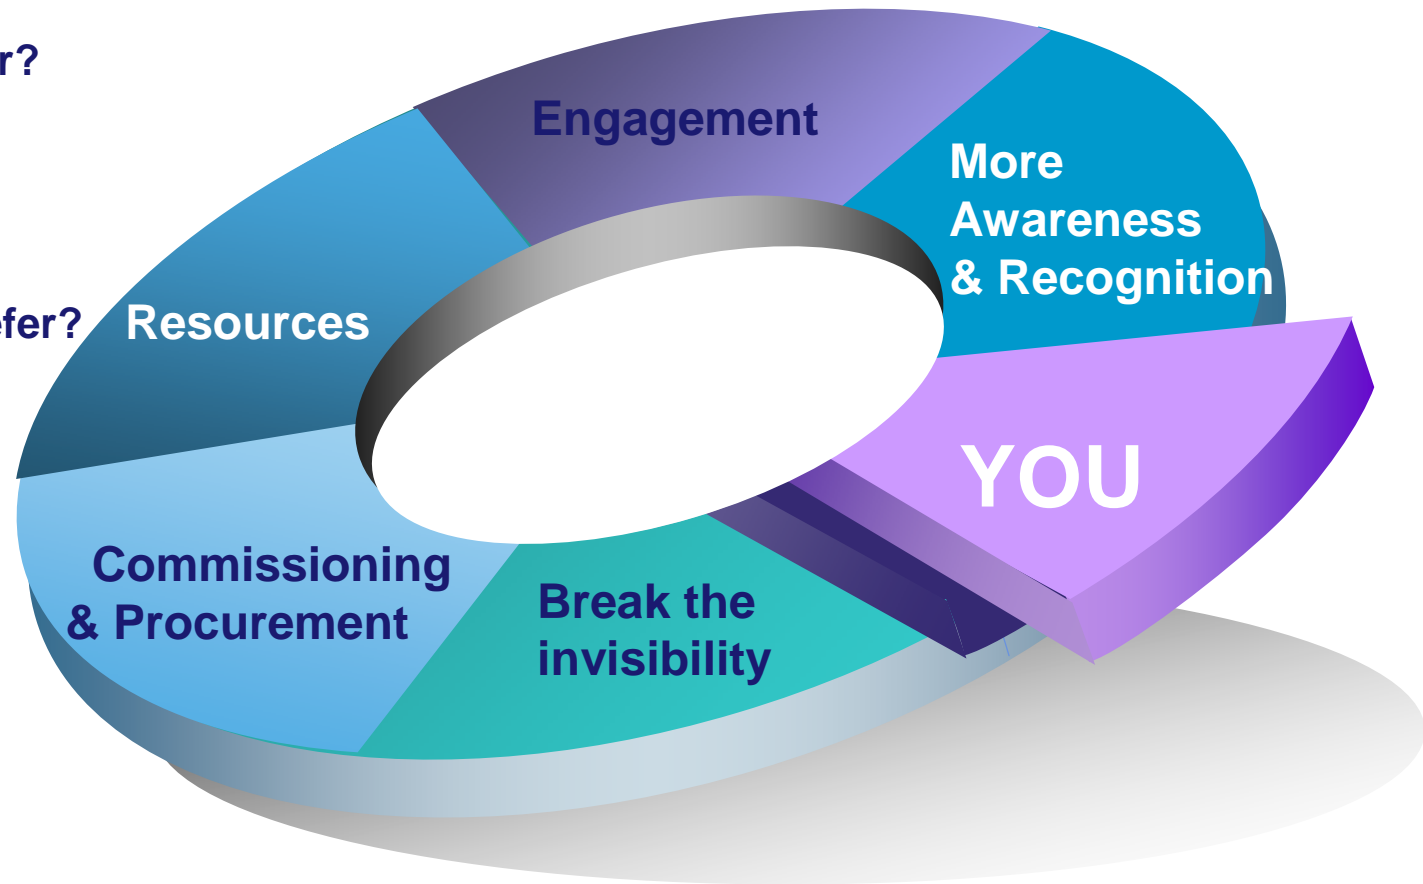 r?
Engagement
More
Awareness
& Recognition
efer?
Resources
YOU
Commissioning
& Procurement
Break the
invisibility